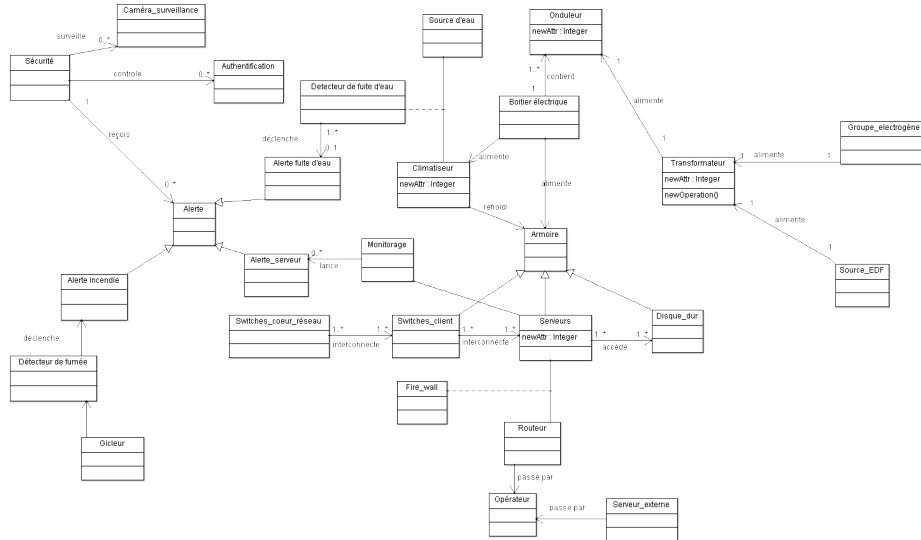 Caméra_surveillance
Onduleur
newAttr : Integer
Source d'eau
surveille
0..*
Sécurité
Authentification
controle
0..*
1
1..*
contient
1
Detecteur de fuite d'eau
Boitier électrique
1
alimente
reçois
déclenche
1..*
0..1
Groupe_electrogène
Alerte fuite d'eau
Climatiseur
newAttr : Integer
alimente
alimente
1
Transformateur
newAttr : Integer
newOperation()
1
alimente
1
0..*
Alerte
refroidi
1
alimente
1
Armoire
Monitorage
0..*
lance
Alerte_serveur
Source_EDF
Alerte incendie
Switches_coeur_réseau
1..*
1..*
interconnecte
Switches_client
1..*
1..*
interconnecte
Serveurs
newAttr : Integer
1..*
1..*
accède
Disque_dur
déclenche
Détecteur de fumée
Fire_wall
Gicleur
Routeur
passe par
Opérateur
passe par
Serveur_externe